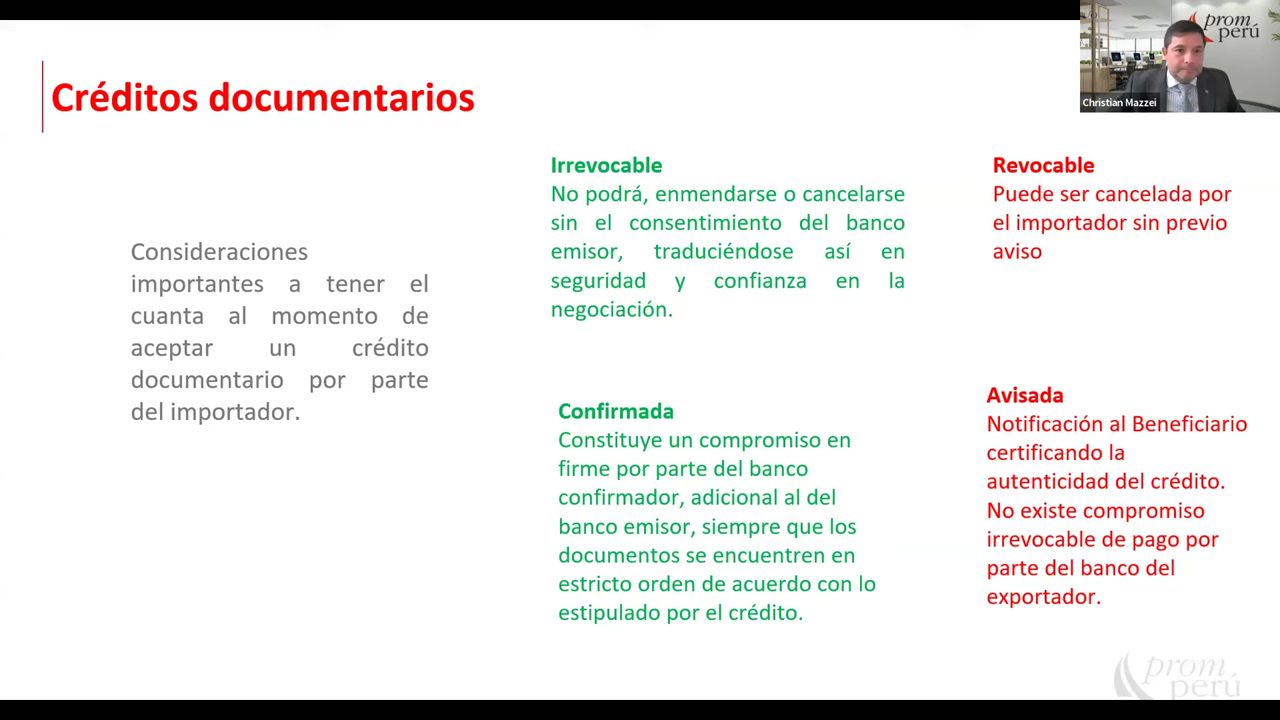 prom
perú
Christian Mazzei
Créditos documentarios
Consideraciones
importantes a tener el
cuanta al momento de
aceptar un crédito
documentario por parte
del importador.
Irrevocable
No podrá, enmendarse o cancelarse
sin el consentimiento del banco
emisor, traduciéndose así en
seguridad y confianza en la
negociación.
Revocable
Puede ser cancelada por
el importador sin previo
aviso
Confirmada
Constituye un compromiso en
firme por parte del banco
confirmador, adicional al del
banco emisor, siempre que los
documentos se encuentren en
estricto orden de acuerdo con lo
estipulado por el crédito.
Avisada
Notificación al Beneficiario
certificando la
autenticidad del crédito.
No existe compromiso
irrevocable de pago por
parte del banco del
exportador.
prom
perú